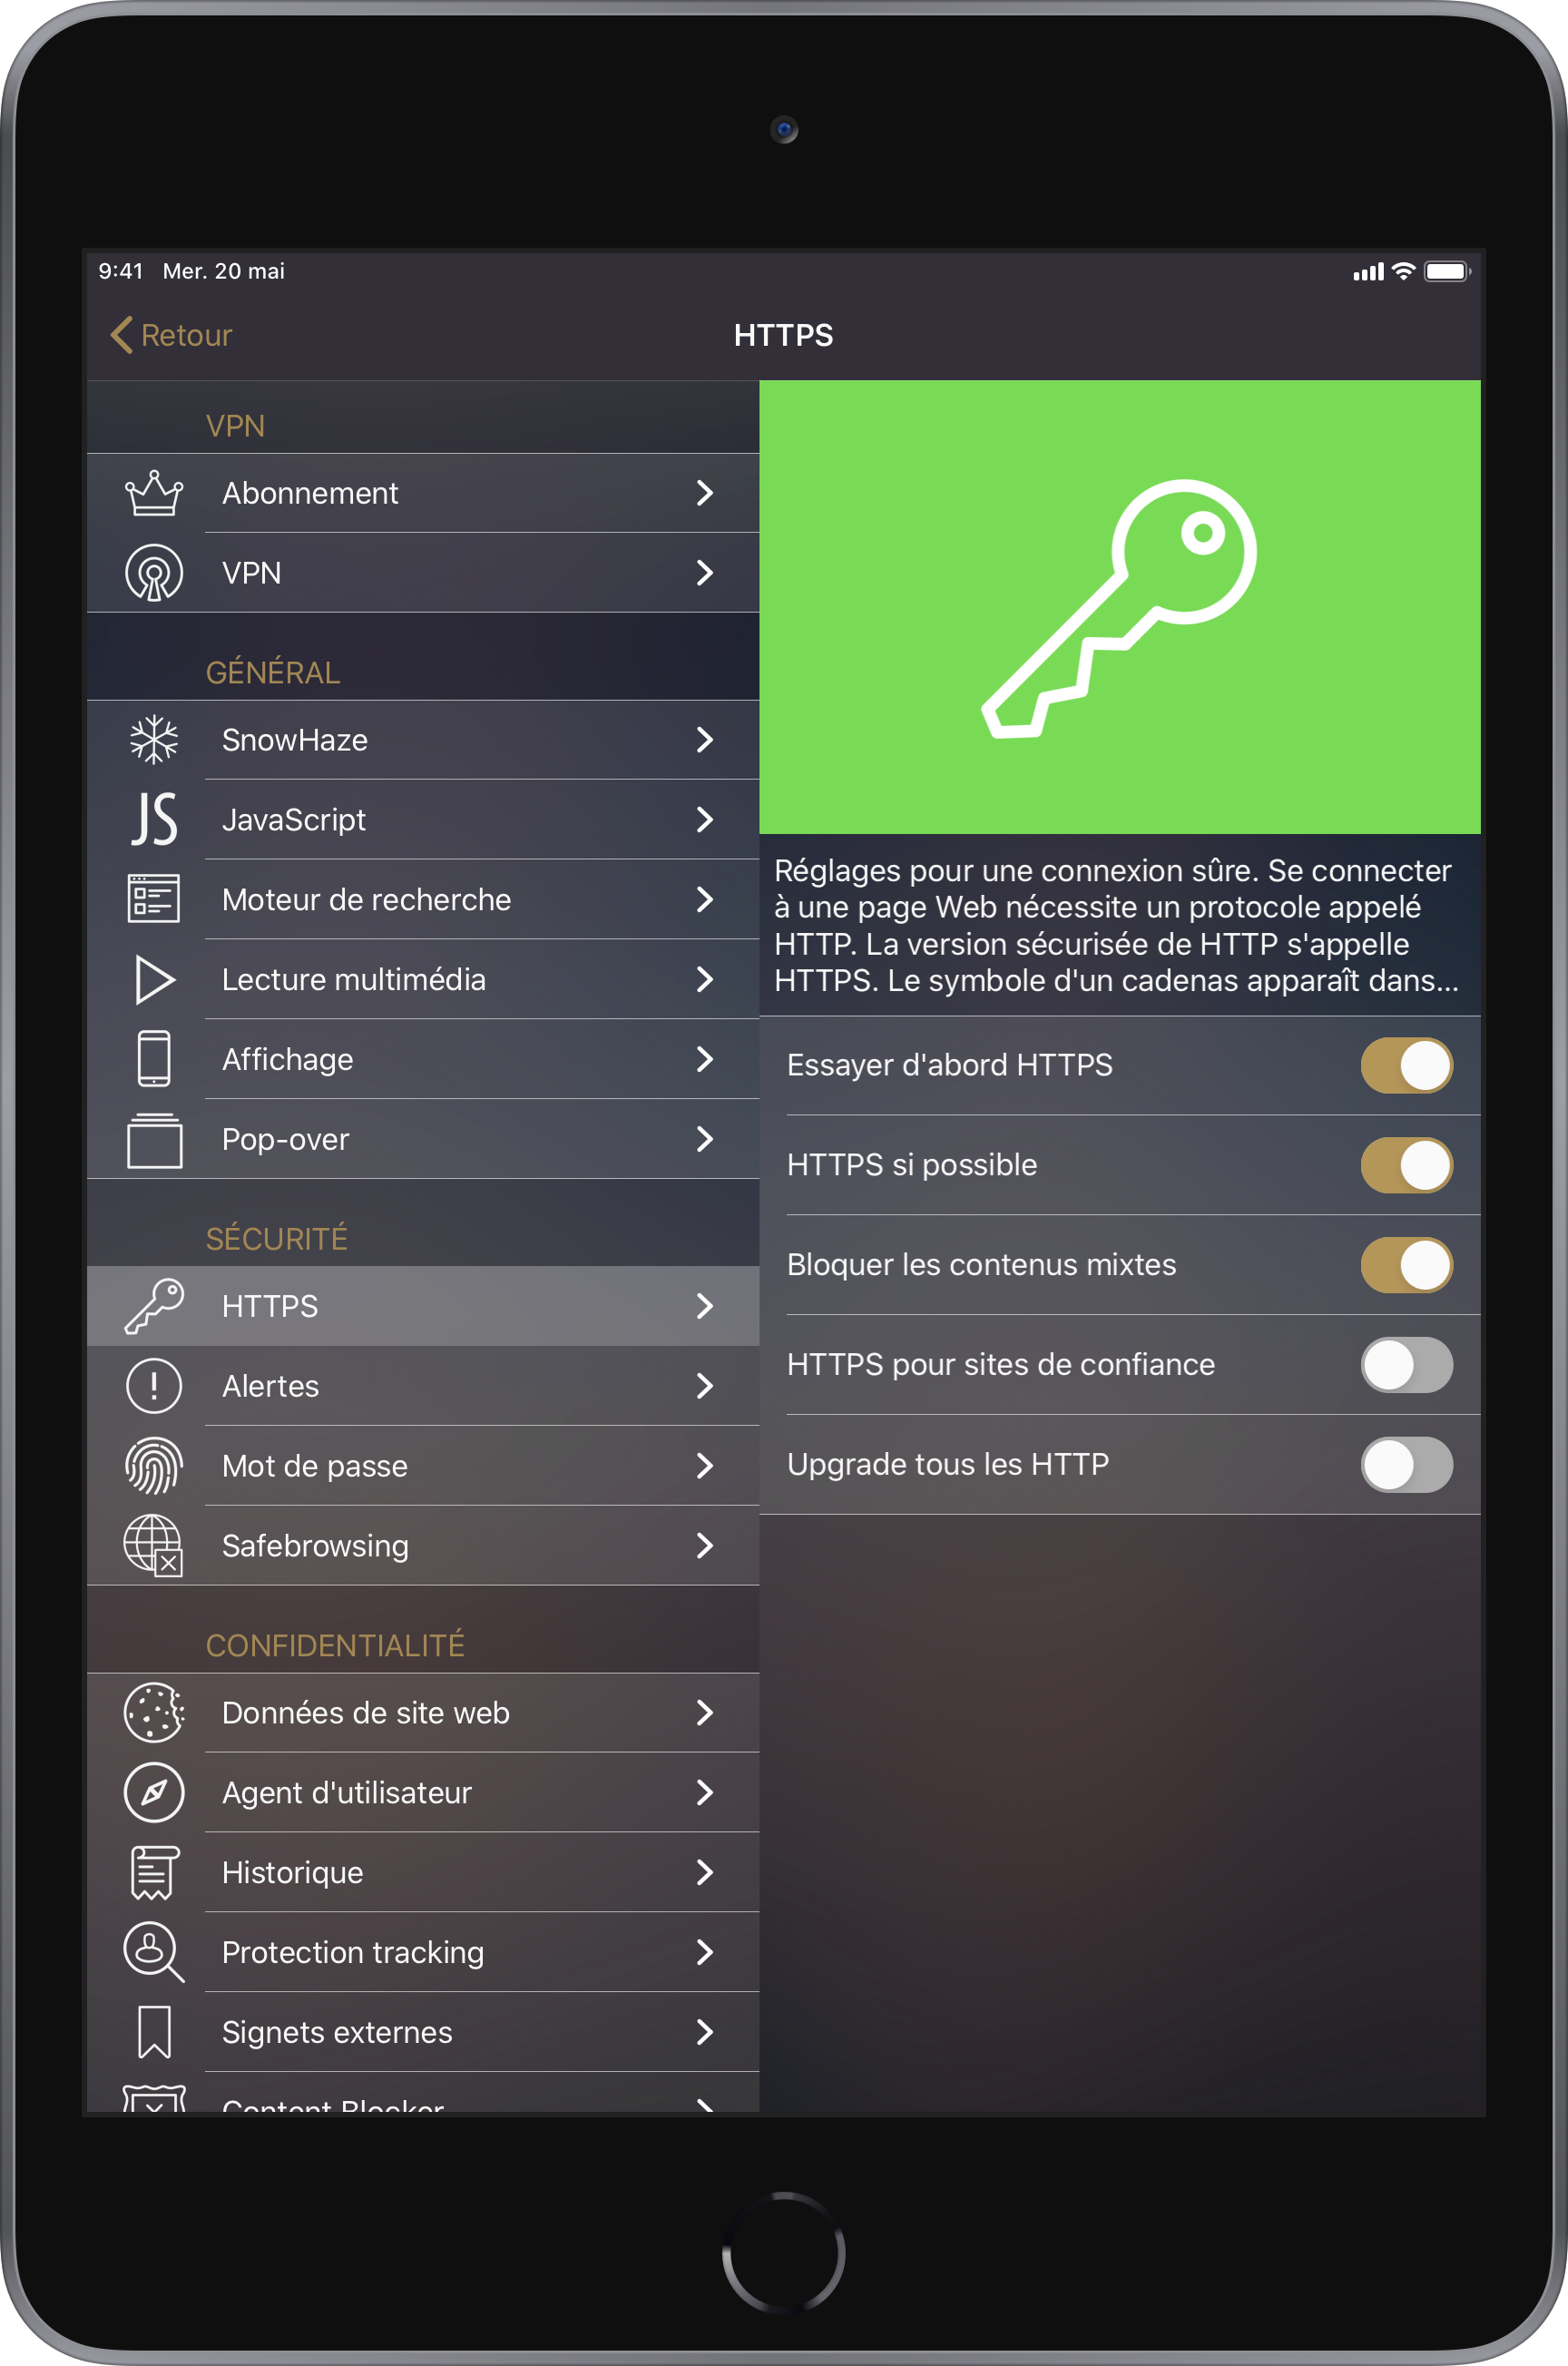 9:41 Mer. 20 mai
Retour
HTTPS
VPN
Abonnement
VPN
GÉNÉRAL
SnowHaze
JS JavaScript
Moteur de recherche
Lecture multimédia
Affichage
Pop-over
SÉCURITÉ
HTTPS
Alertes
Mot de passe
Safebrowsing
CONFIDENTIALITÉ
Données de site web
Agent d'utilisateur
Historique
Protection tracking
Signets externes
Content Blocker
Réglages pour une connexion sûre. Se connecter
à une page Web nécessite un protocole appelé
HTTP. La version sécurisée de HTTP s'appelle
HTTPS. Le symbole d'un cadenas apparaît dans...
Essayer d'abord HTTPS
HTTPS si possible
Bloquer les contenus mixtes
HTTPS pour sites de confiance
Upgrade tous les HTTP